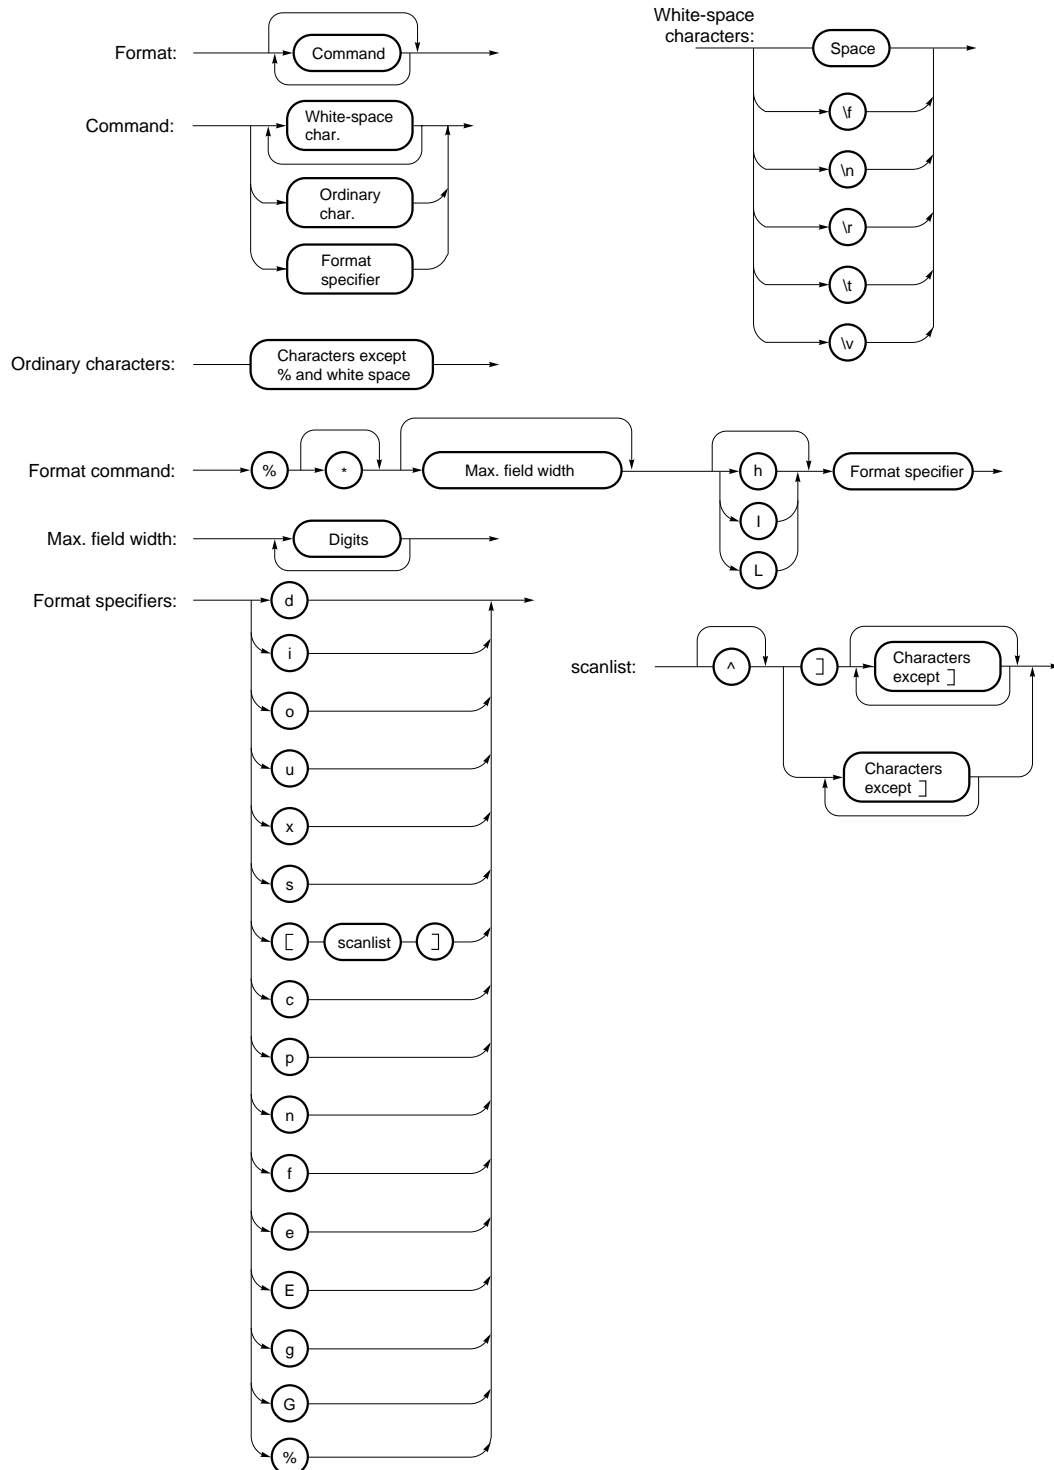 Format:
Command
Command:
White-space
char.
Ordinary
char.
Format
specifier
White-space
characters:
Space
\f
\n
\r
\t
\v
Ordinary characters:
Characters except
% and white space
Format command:
%
*
Max. field width
h
l
L
Format specifier
Max. field width:
Digits
Format specifiers:
d
i
o
u
x
s
[ scanlist ]
c
p
n
f
e
E
g
G
%
scanlist:
^
]
Characters
except ]
Characters
except ]